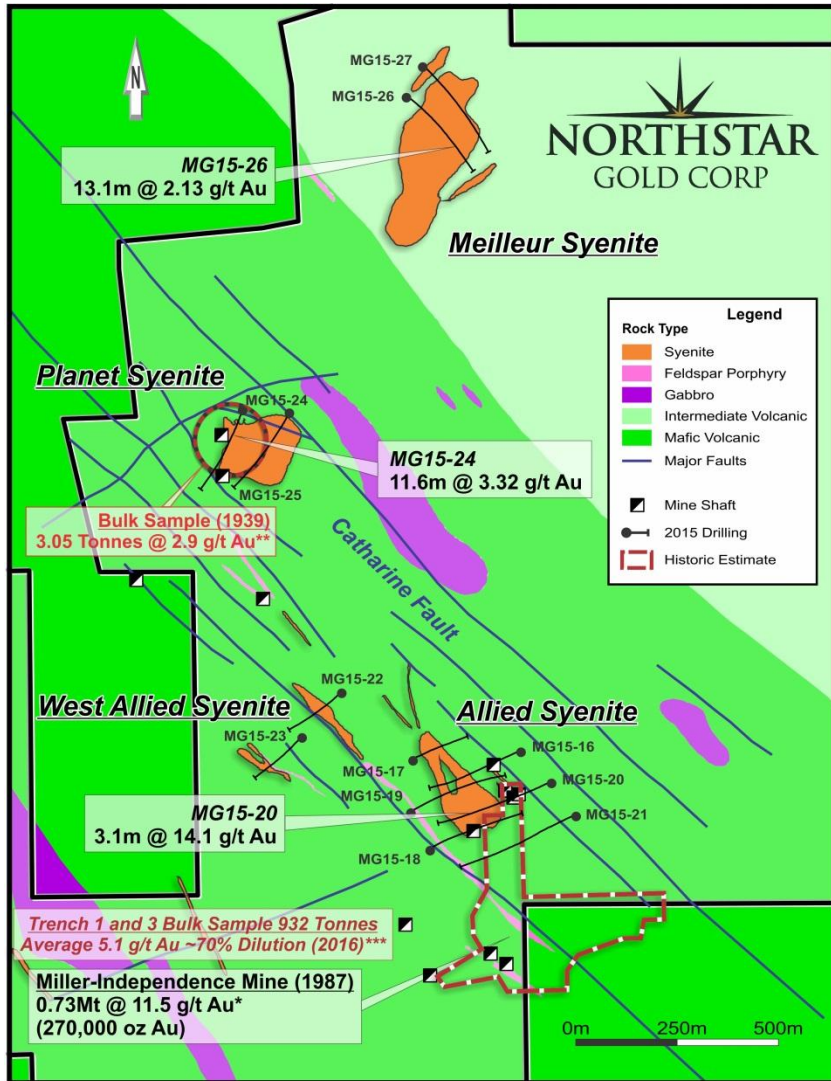 N
MG15-27
MG15-26
NORTHSTAR
GOLD CORP
MG15-26
13.1m @ 2.13 g/t Au
Meilleur Syenite
Legend
Rock Type
Syenite
Feldspar Porphyry
Gabbro
Intermediate Volcanic
Mafic Volcanic
Major Faults
Mine Shaft
2015 Drilling
Historic Estimate
Planet Syenite
MG15-24
MG15-24
11.6m @ 3.32 g/t Au
MG15-25
Bulk Sample (1939)
3.05 Tonnes @ 2.9 g/t Au**
Catharine Fault
West Allied Syenite
MG15-22
MG15-23
Allied Syenite
MG15-16
MG15-17
MG15-20
MG15-19
MG15-21
MG15-20
3.1m @ 14.1 g/t Au
MG15-18
Trench 1 and 3 Bulk Sample 932 Tonnes
Average 5.1 g/t Au ~70% Dilution (2016)***
Miller-Independence Mine (1987)
0.73Mt @ 11.5 g/t Au*
(270,000 oz Au)
0m 250m 500m